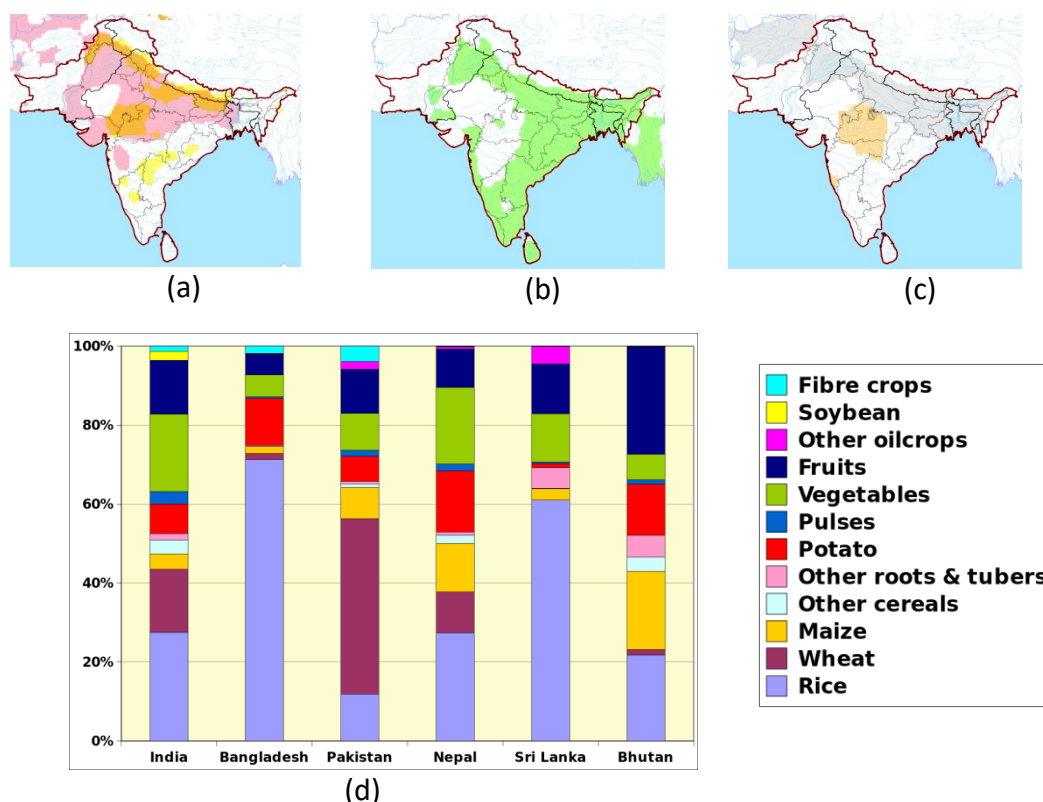 (a)
(b)
(c)
100%
80%
60%
40%
20%
0%
India
Bangladesh
Pakistan
Nepal
Sri Lanka
Bhutan
Fibre crops
Soybean
Other oilcrops
Fruits
Vegetables
Pulses
Potato
Other roots & tubers
Other cereals
Maize
Wheat
Rice
(d)